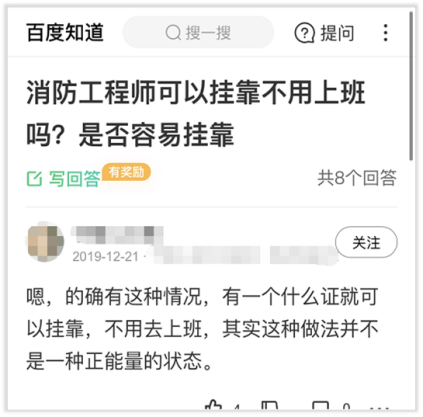 百度知道 搜一搜 提问
消防工程师可以挂靠不用上班
吗？是否容易挂靠
写回答 有奖励 共8个回答
2019-12-21 · 关注
嗯，的确有这种情况，有一个什么证就可
以挂靠，不用去上班，其实这种做法并不
是一种正能量的状态。